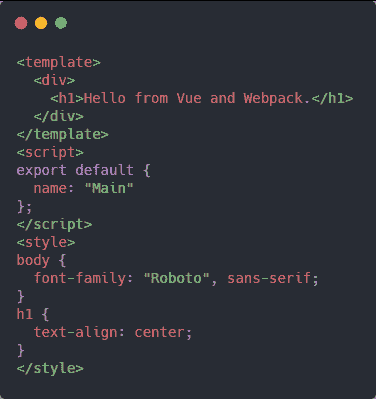 <template>
  <div>
    <h1>Hello from Vue and Webpack.</h1>
  </div>
</template>
<script>
export default {
  name: "Main"
};
</script>
<style>
body {
  font-family: "Roboto", sans-serif;
}
h1 {
  text-align: center;
}
</style>